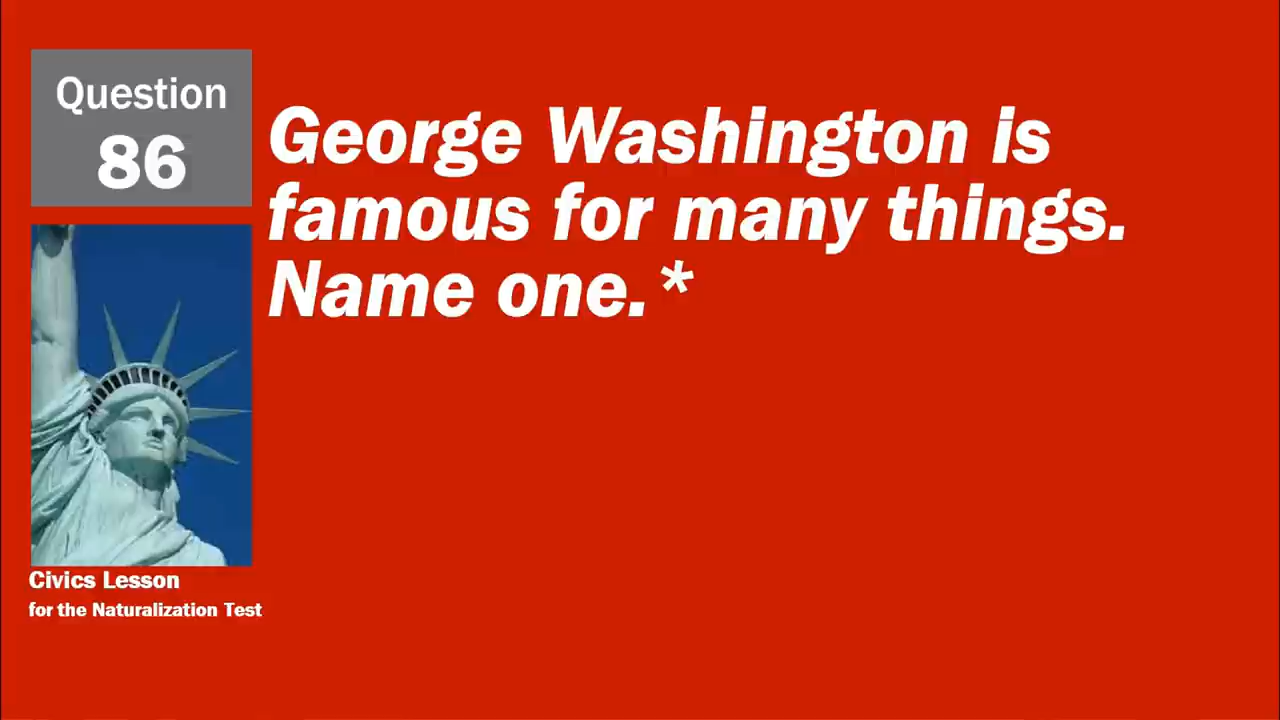 Question
86
George Washington is
famous for many things.
Name one.*
Civics Lesson
for the Naturalization Test